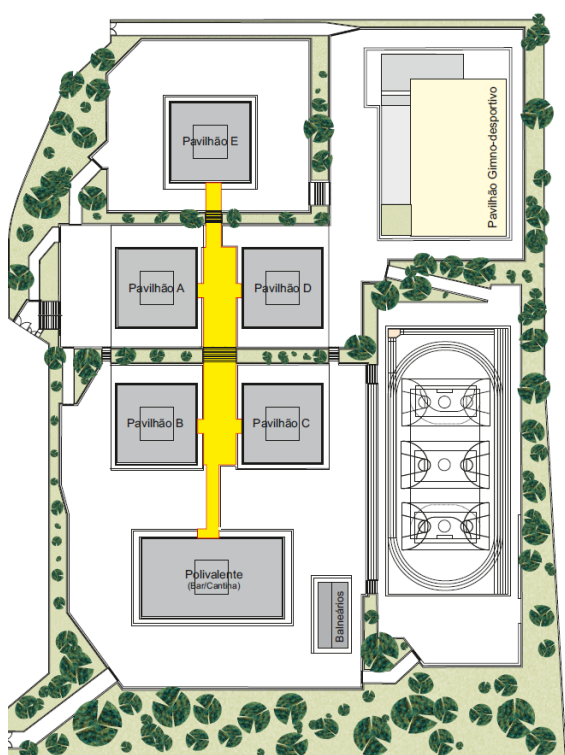 Pavilhão E
Pavilhão Gimno-desportivo
Pavilhão A
Pavilhão D
Pavilhão B
Pavilhão C
Polivalente
(Bar/Cantina)
Balneários